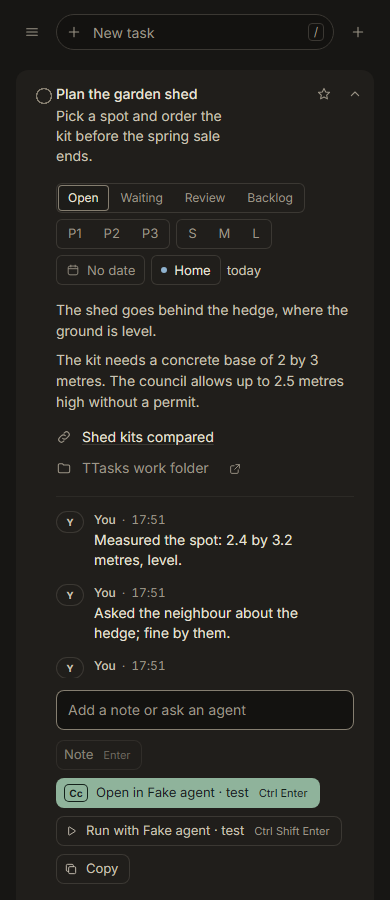 New task /
Plan the garden shed
Pick a spot and order the
kit before the spring sale
ends.
Open Waiting Review Backlog
P1 P2 P3 S M L
No date Home today
The shed goes behind the hedge, where the
ground is level.
The kit needs a concrete base of 2 by 3
metres. The council allows up to 2.5 metres
high without a permit.
Shed kits compared
TTasks work folder
Y You · 17:51
Measured the spot: 2.4 by 3.2
metres, level.
Y You · 17:51
Asked the neighbour about the
hedge; fine by them.
Y You · 17:51
Add a note or ask an agent
Note Enter
Cc Open in Fake agent · test Ctrl Enter
Run with Fake agent · test Ctrl Shift Enter
Copy